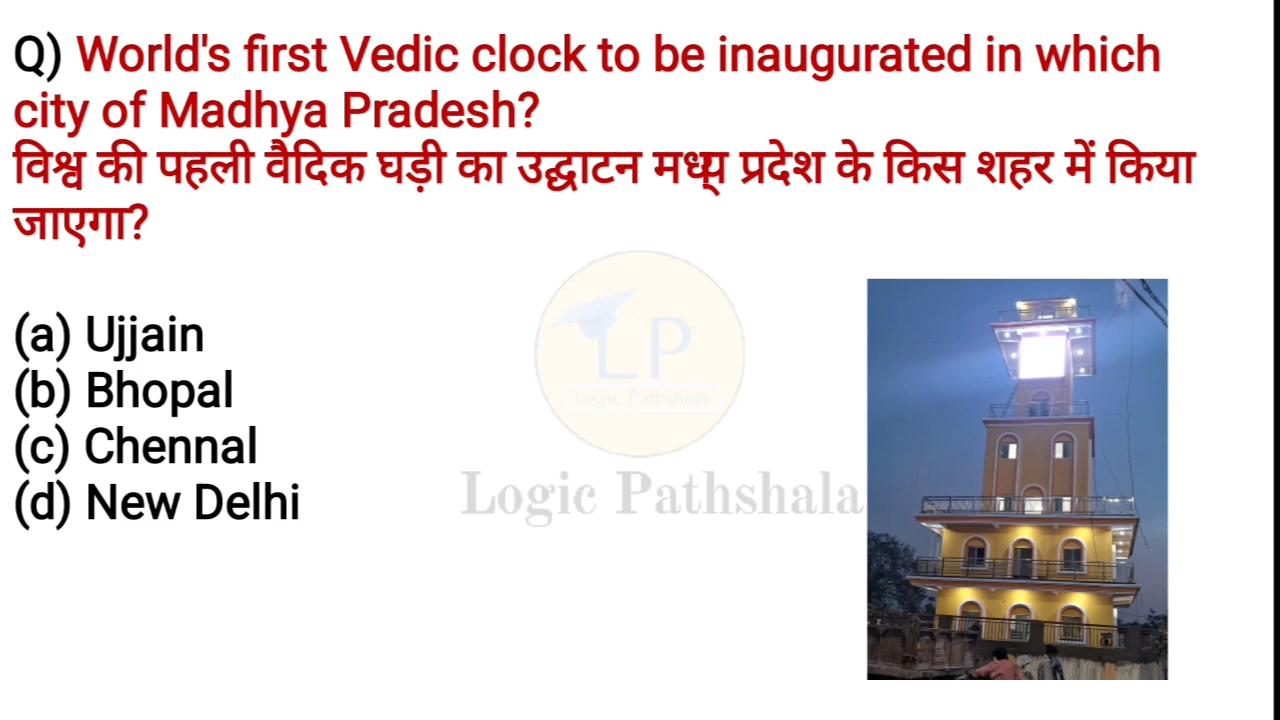 Q) World's first Vedic clock to be inaugurated in which
city of Madhya Pradesh?
विश्व की पहली वैदिक घड़ी का उद्घाटन मध्य प्रदेश के किस शहर में किया
जाएगा?
(a) Ujjain
(b) Bhopal
(c) Chennal
(d) New Delhi
LP
Logic Pathshala
Logic Pathshala